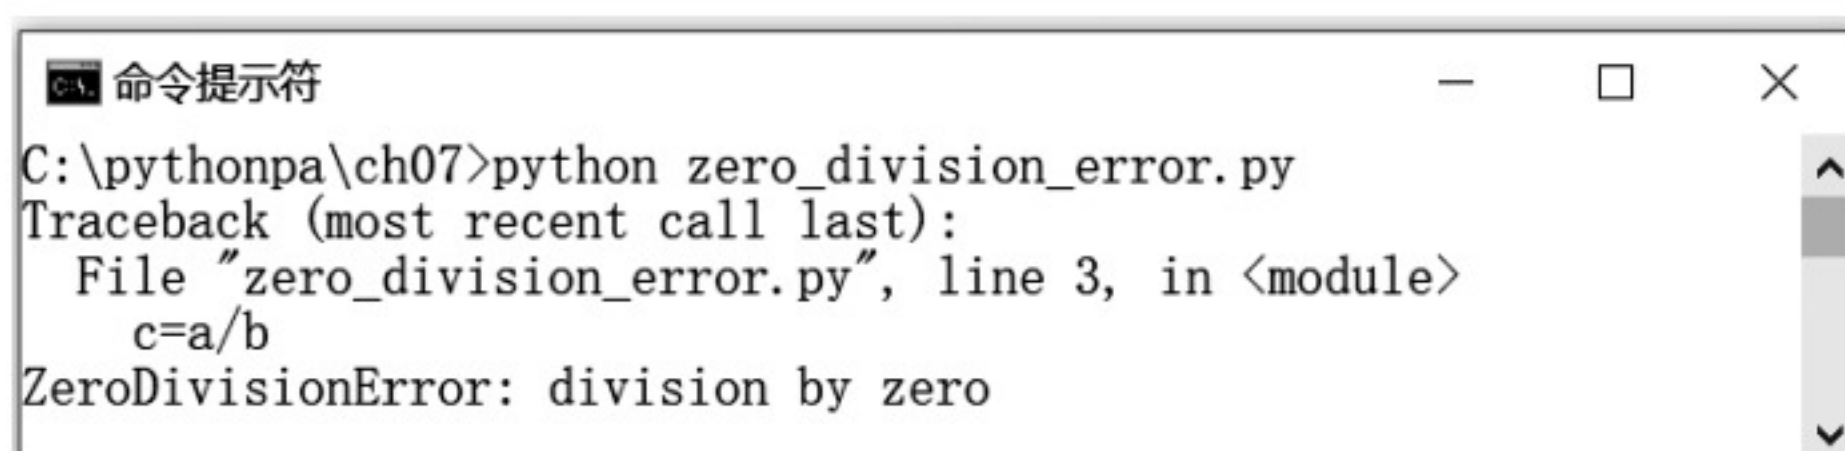 命令提示符
C:\pythonpa\ch07>python zero_division_error.py
Traceback (most recent call last):
  File "zero_division_error.py", line 3, in <module>
    c=a/b
ZeroDivisionError: division by zero